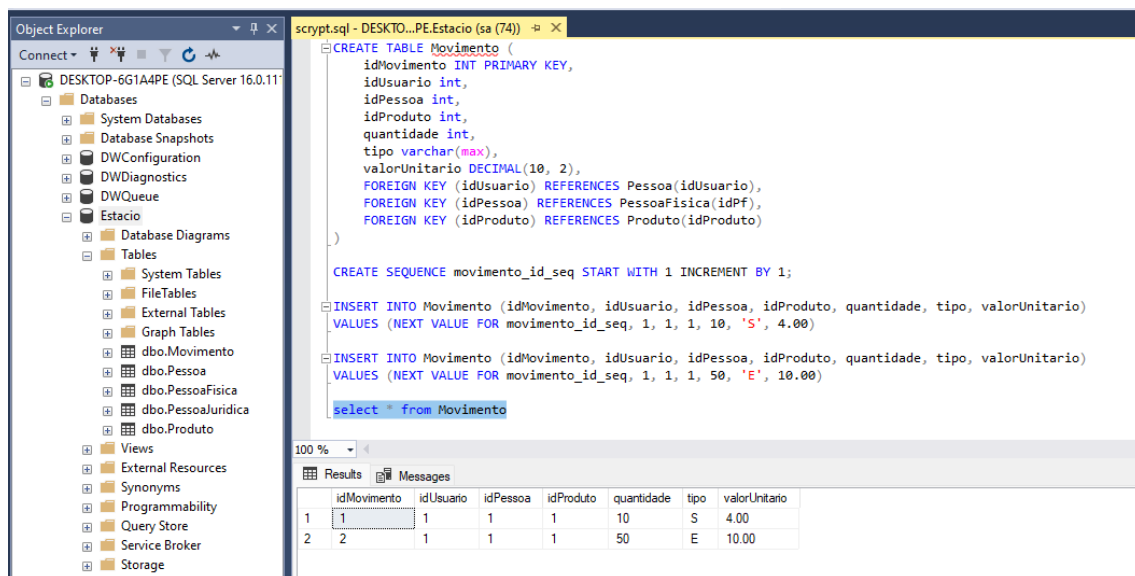 Object Explorer
Connect
DESKTOP-6G1A4PE (SQL Server 16.0.11
Databases
System Databases
Database Snapshots
DWConfiguration
DWDiagnostics
DWQueue
Estacio
Database Diagrams
Tables
System Tables
FileTables
External Tables
Graph Tables
dbo.Movimento
dbo.Pessoa
dbo.PessoaFisica
dbo.PessoaJuridica
dbo.Produto
Views
External Resources
Synonyms
Programmability
Query Store
Service Broker
Storage
scrypt.sql - DESKTO...PE.Estacio (sa (74))
CREATE TABLE Movimento (
idMovimento INT PRIMARY KEY,
idUsuario int,
idPessoa int,
idProduto int,
quantidade int,
tipo varchar(max),
valorUnitario DECIMAL(10, 2),
FOREIGN KEY (idUsuario) REFERENCES Pessoa(idUsuario),
FOREIGN KEY (idPessoa) REFERENCES PessoaFisica(idPf),
FOREIGN KEY (idProduto) REFERENCES Produto(idProduto)
)
CREATE SEQUENCE movimento_id_seq START WITH 1 INCREMENT BY 1;
INSERT INTO Movimento (idMovimento, idUsuario, idPessoa, idProduto, quantidade, tipo, valorUnitario)
VALUES (NEXT VALUE FOR movimento_id_seq, 1, 1, 1, 10, 'S', 4.00)
INSERT INTO Movimento (idMovimento, idUsuario, idPessoa, idProduto, quantidade, tipo, valorUnitario)
VALUES (NEXT VALUE FOR movimento_id_seq, 1, 1, 1, 50, 'E', 10.00)
select * from Movimento
100 %
Results Messages
idMovimento idUsuario idPessoa idProduto quantidade tipo valorUnitario
1 1 1 1 1 10 S 4.00
2 2 1 1 1 50 E 10.00